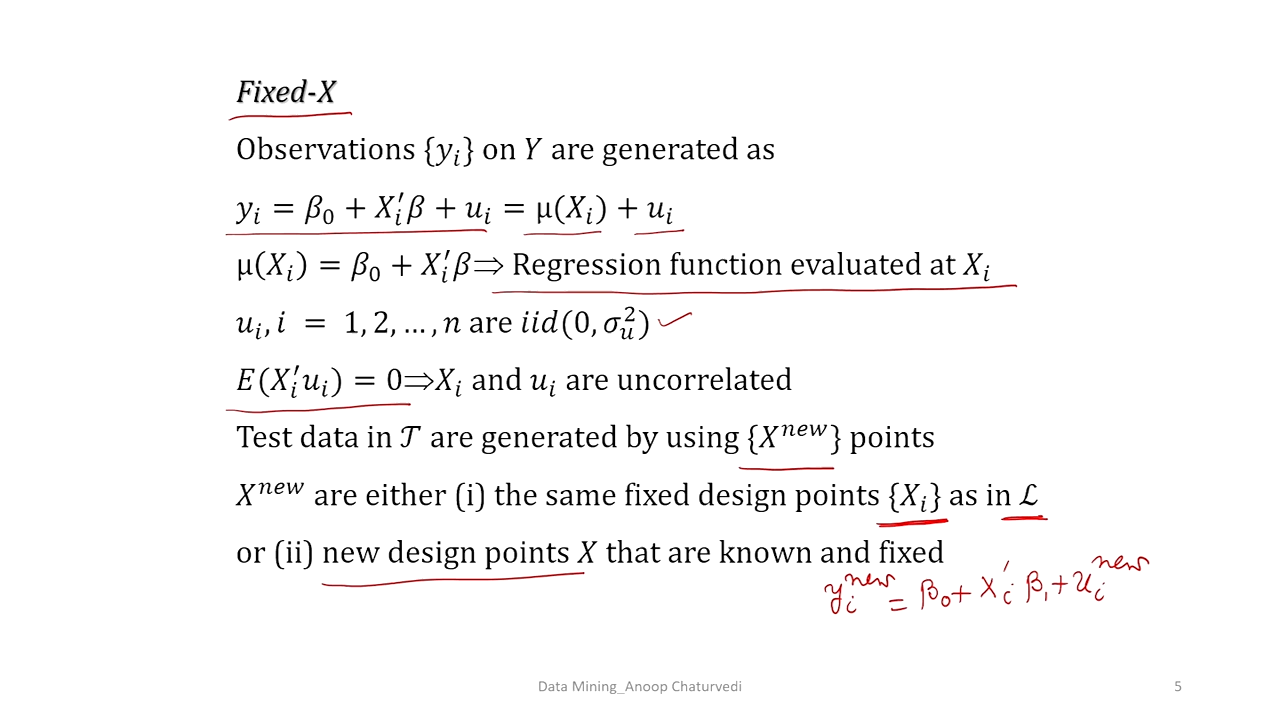 Fixed-X
Observations {yᵢ} on Y are generated as
yᵢ = β₀ + Xᵢ′β + uᵢ = μ(Xᵢ) + uᵢ
μ(Xᵢ) = β₀ + Xᵢ′β⟹ Regression function evaluated at Xᵢ
uᵢ, i = 1, 2, …, n are iid(0, σᵤ²)
E(Xᵢ′uᵢ) = 0⟹Xᵢ and uᵢ are uncorrelated
Test data in 𝒯 are generated by using {Xⁿᵉʷ} points
Xⁿᵉʷ are either (i) the same fixed design points {Xᵢ} as in ℒ
or (ii) new design points X that are known and fixed
yᵢⁿᵉʷ = β₀ + Xᵢ′ β₁ + uᵢⁿᵉʷ
Data Mining_Anoop Chaturvedi
5